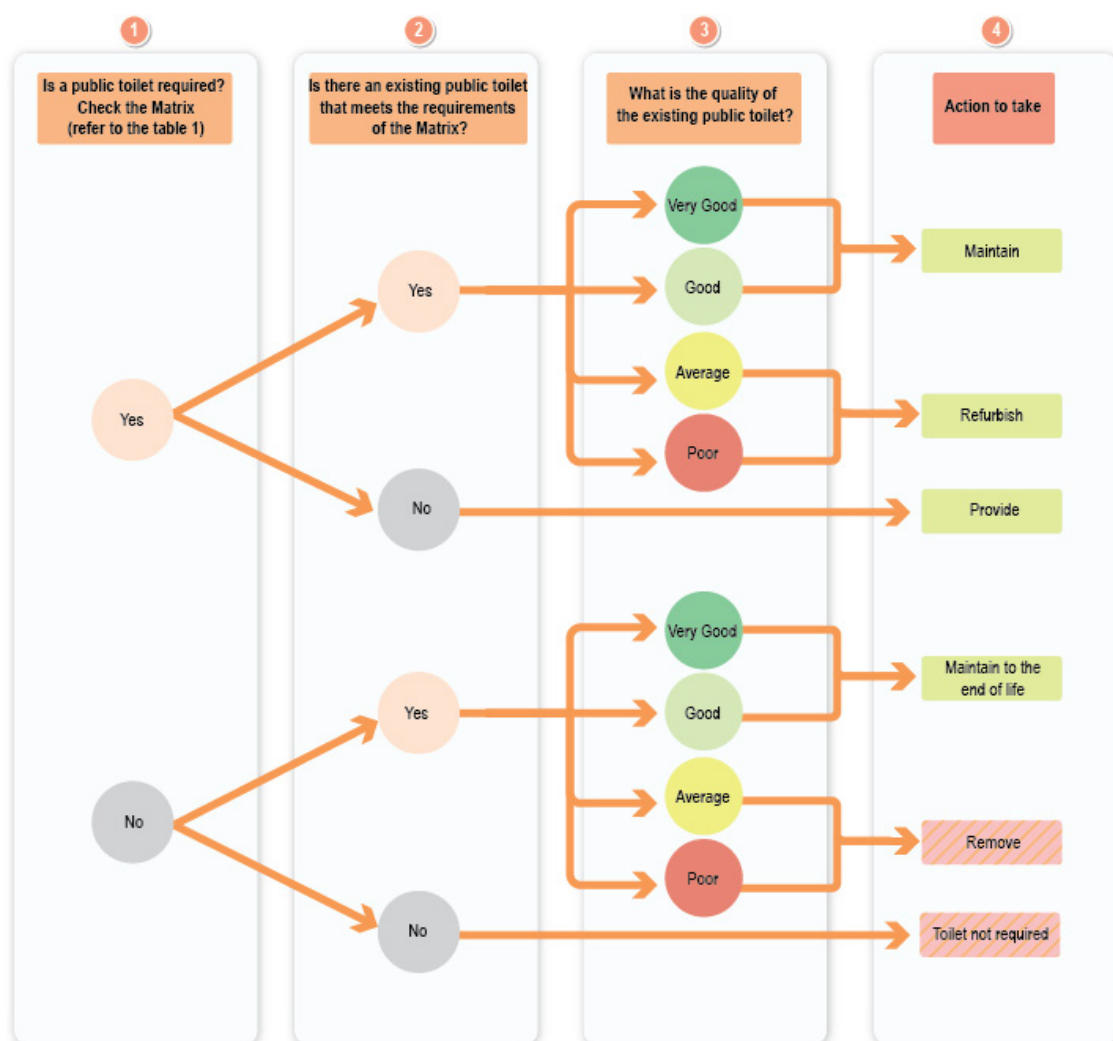 1
2
3
4
Is a public toilet required?
Check the Matrix
(refer to the table 1)
Is there an existing public toilet
that meets the requirements
of the Matrix?
What is the quality of
the existing public toilet?
Action to take
Yes
Yes
Very Good
Good
Average
Poor
Maintain
Refurbish
No
Provide
No
Yes
Very Good
Good
Average
Poor
Maintain to the
end of life
Remove
No
Toilet not required